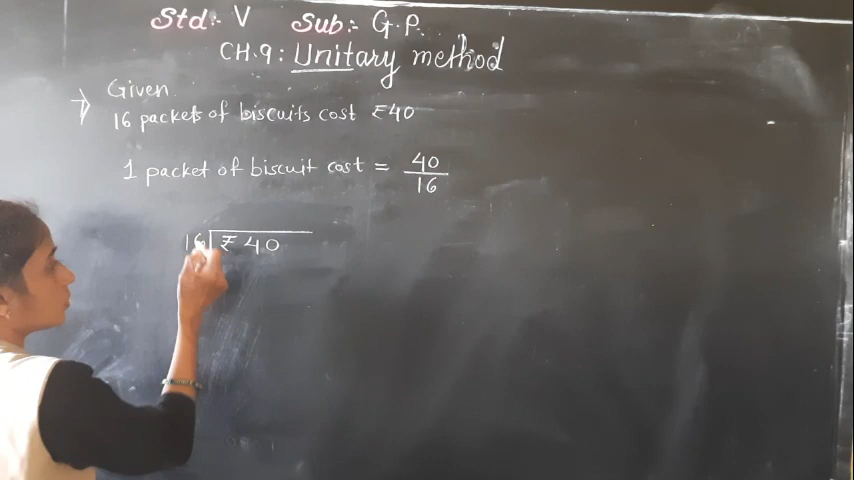 Std:- V Sub:- G.P.
CH.9: Unitary method
Given
16 packets of biscuits cost ₹40
1 packet of biscuit cost = 40/16
16 ₹ 40